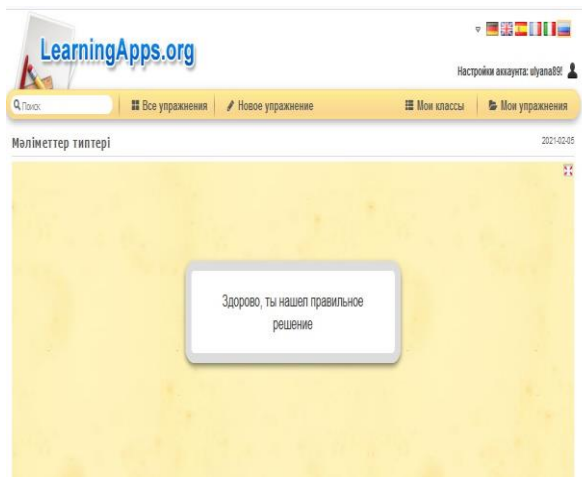 LearningApps.org
Настройки аккаунта: ulyana89!
Поиск
Все упражнения
Новое упражнение
Мои классы
Мои упражнения
Мәліметтер типтері
2021-02-05
Здорово, ты нашел правильное
решение